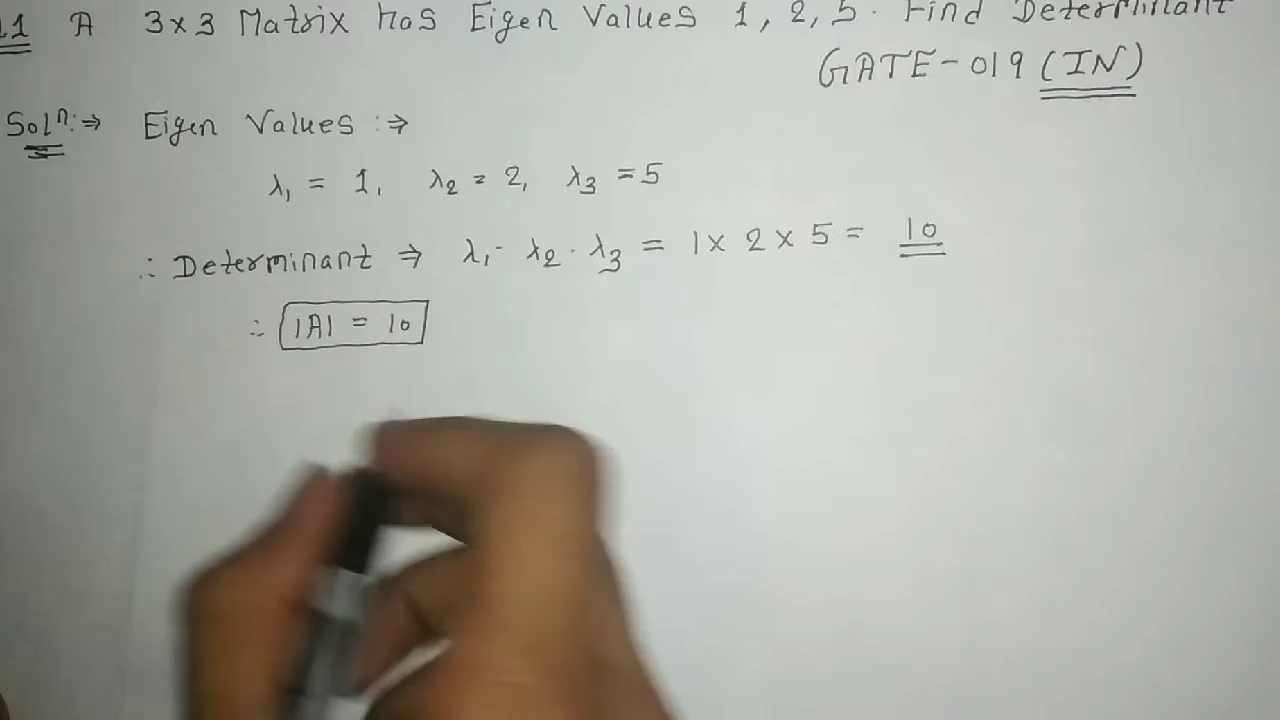 11 A 3x3 Matrix has Eigen Values 1, 2, 5. Find Determinant
GATE-019 (IN)
Solⁿ:⇒ Eigen Values :⇒
λ₁ = 1, λ₂ = 2, λ₃ = 5
∴ Determinant ⇒ λ₁· λ₂ · λ₃ = 1 x 2 x 5 = 10
∴ |A| = 10